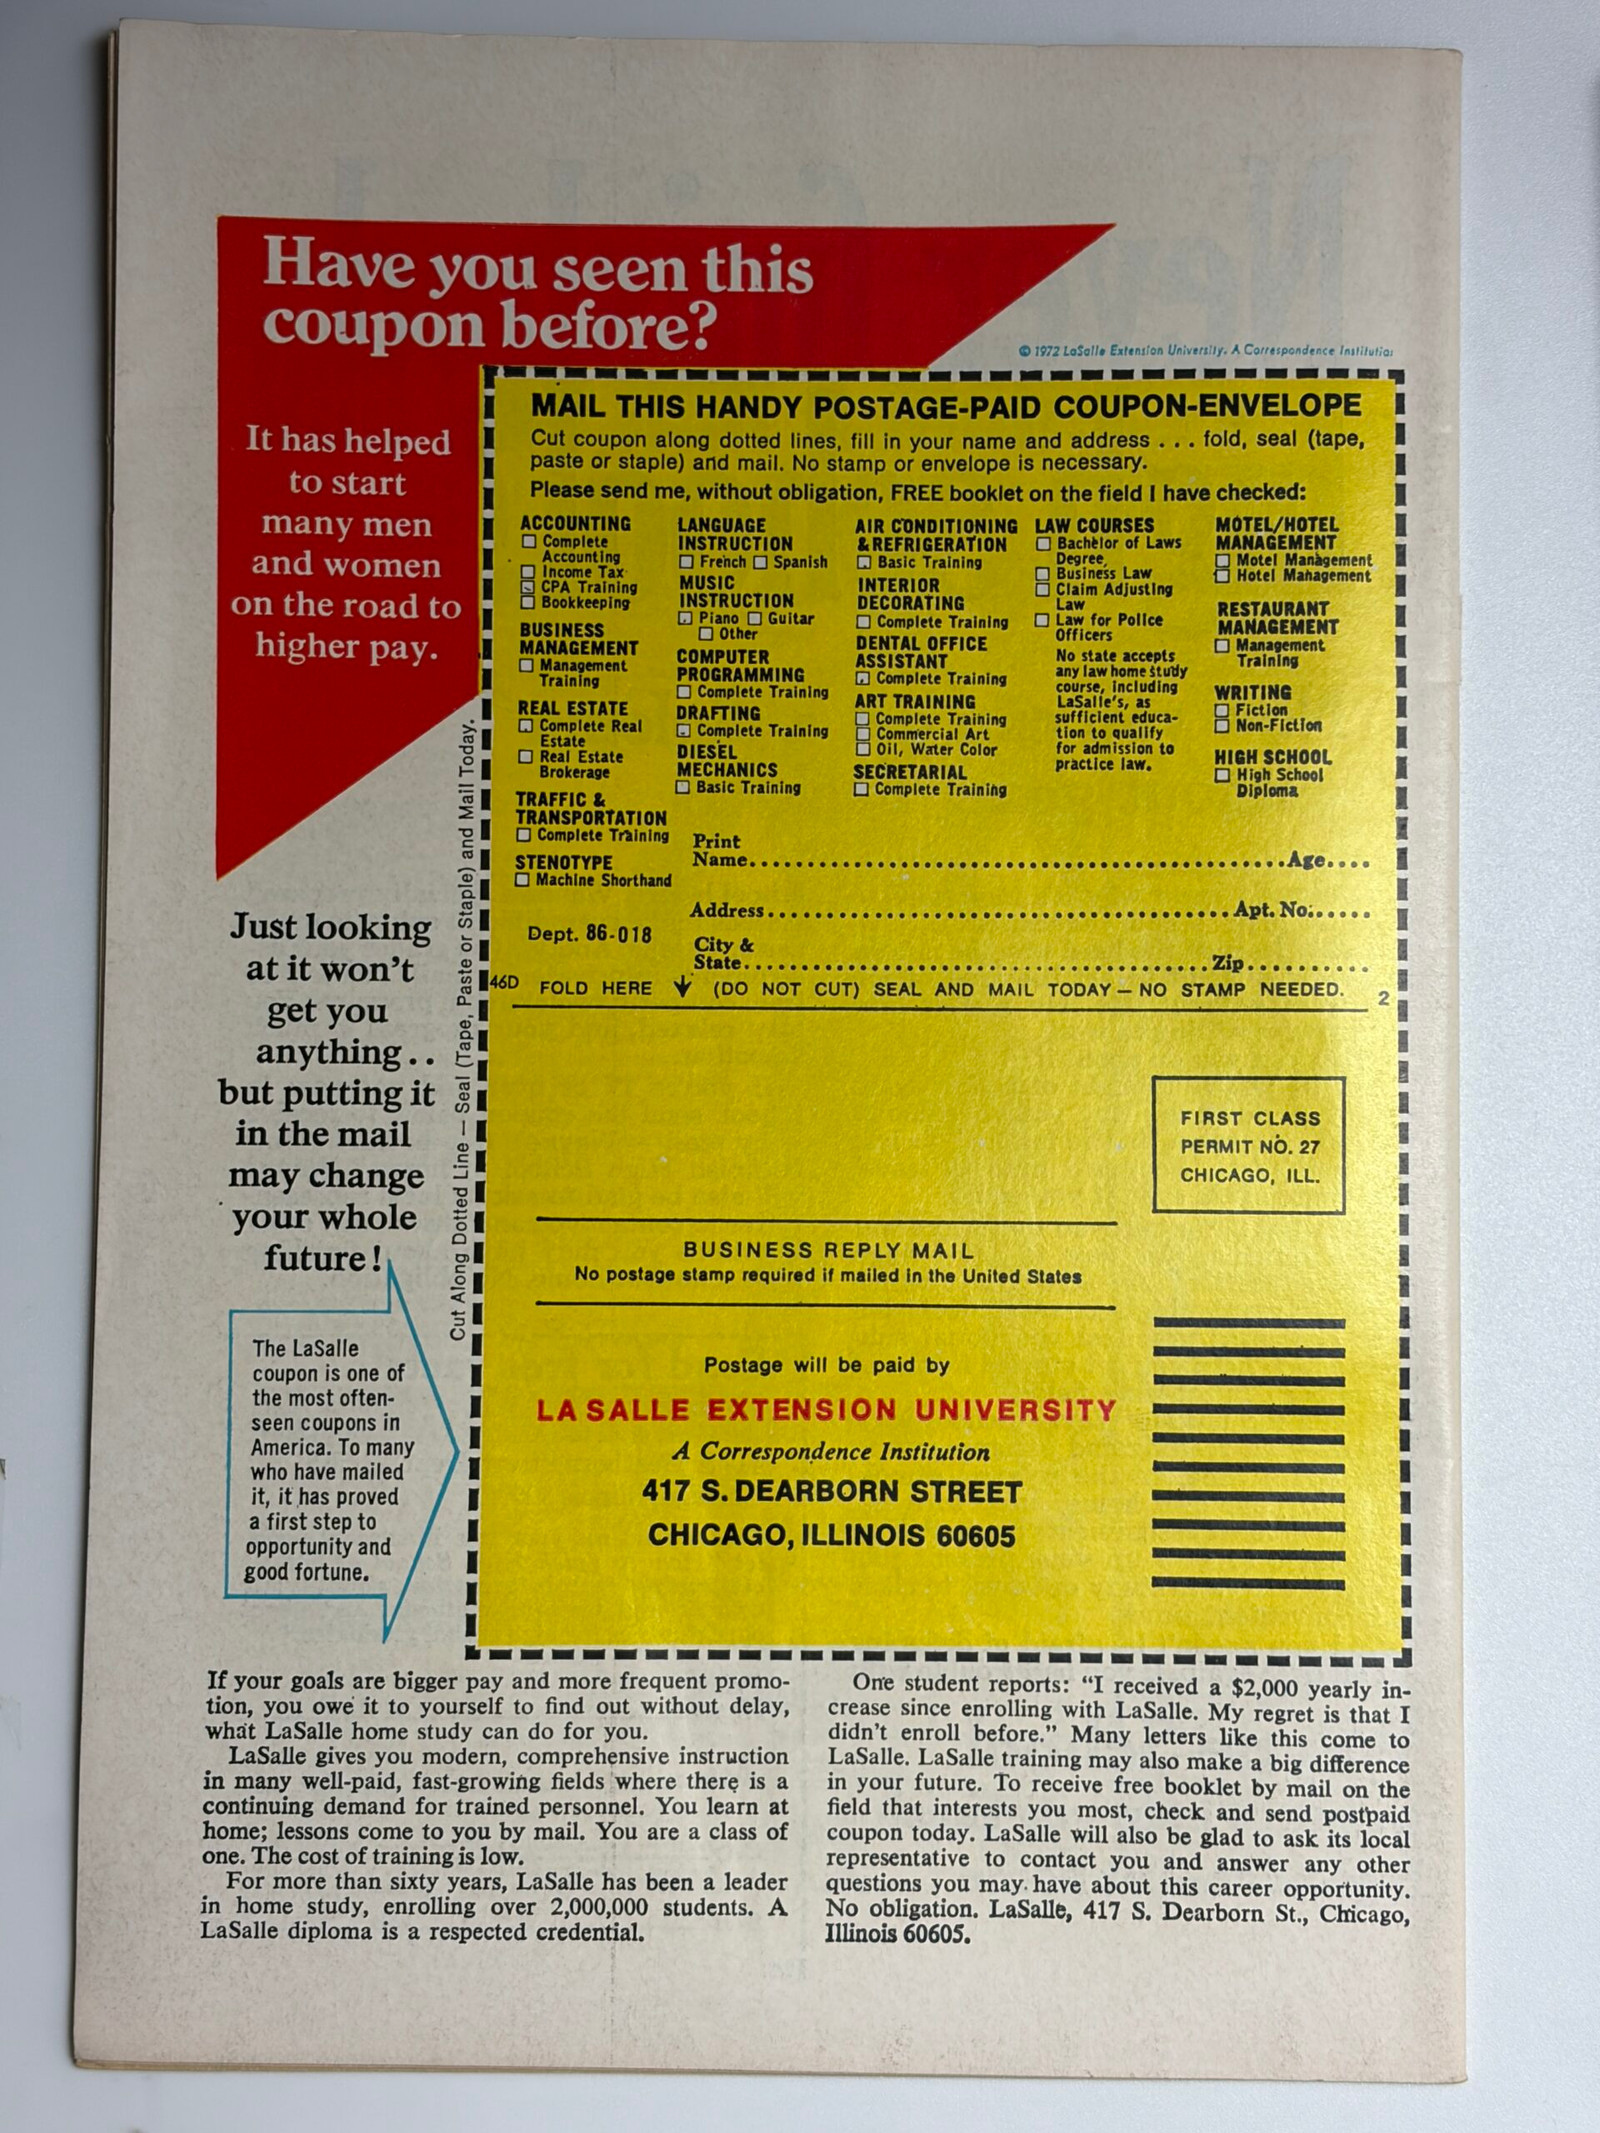 Have you seen this
coupon before?
It has helped
to start
many men
and women
on the road to
higher pay.
Just looking
at it won't
get you
anything..
but putting it
in the mail
may change
your whole
future!
The LaSalle
coupon is one of
the most often-
seen coupons in
America. To many
who have mailed
it, it has proved
a first step to
opportunity and
good fortune.
Cut Along Dotted Line — Seal (Tape, Paste or Staple) and Mail Today.
© 1972 LaSalle Extension University. A Correspondence Institution
MAIL THIS HANDY POSTAGE-PAID COUPON-ENVELOPE
Cut coupon along dotted lines, fill in your name and address . . . fold, seal (tape,
paste or staple) and mail. No stamp or envelope is necessary.
Please send me, without obligation, FREE booklet on the field I have checked:
ACCOUNTING
Complete
Accounting
Income Tax
CPA Training
Bookkeeping
BUSINESS
MANAGEMENT
Management
Training
REAL ESTATE
Complete Real
Estate
Real Estate
Brokerage
TRAFFIC &
TRANSPORTATION
Complete Training
STENOTYPE
Machine Shorthand
LANGUAGE
INSTRUCTION
French Spanish
MUSIC
INSTRUCTION
Piano Guitar
Other
COMPUTER
PROGRAMMING
Complete Training
DRAFTING
Complete Training
DIESEL
MECHANICS
Basic Training
AIR CONDITIONING
& REFRIGERATION
Basic Training
INTERIOR
DECORATING
Complete Training
DENTAL OFFICE
ASSISTANT
Complete Training
ART TRAINING
Complete Training
Commercial Art
Oil, Water Color
SECRETARIAL
Complete Training
LAW COURSES
Bachelor of Laws
Degree
Business Law
Claim Adjusting
Law
Law for Police
Officers
No state accepts
any law home study
course, including
LaSalle's, as
sufficient educa-
tion to qualify
for admission to
practice law.
MOTEL/HOTEL
MANAGEMENT
Motel Management
Hotel Management
RESTAURANT
MANAGEMENT
Management
Training
WRITING
Fiction
Non-Fiction
HIGH SCHOOL
High School
Diploma
Print
Name Age
Address Apt. No.
Dept. 86-018
City &
State Zip
46D FOLD HERE ↓ (DO NOT CUT) SEAL AND MAIL TODAY — NO STAMP NEEDED. 2
FIRST CLASS
PERMIT NO. 27
CHICAGO, ILL.
BUSINESS REPLY MAIL
No postage stamp required if mailed in the United States
Postage will be paid by
LA SALLE EXTENSION UNIVERSITY
A Correspondence Institution
417 S. DEARBORN STREET
CHICAGO, ILLINOIS 60605
If your goals are bigger pay and more frequent promo-
tion, you owe it to yourself to find out without delay,
what LaSalle home study can do for you.
LaSalle gives you modern, comprehensive instruction
in many well-paid, fast-growing fields where there is a
continuing demand for trained personnel. You learn at
home; lessons come to you by mail. You are a class of
one. The cost of training is low.
For more than sixty years, LaSalle has been a leader
in home study, enrolling over 2,000,000 students. A
LaSalle diploma is a respected credential.
One student reports: "I received a $2,000 yearly in-
crease since enrolling with LaSalle. My regret is that I
didn't enroll before." Many letters like this come to
LaSalle. LaSalle training may also make a big difference
in your future. To receive free booklet by mail on the
field that interests you most, check and send postpaid
coupon today. LaSalle will also be glad to ask its local
representative to contact you and answer any other
questions you may have about this career opportunity.
No obligation. LaSalle, 417 S. Dearborn St., Chicago,
Illinois 60605.